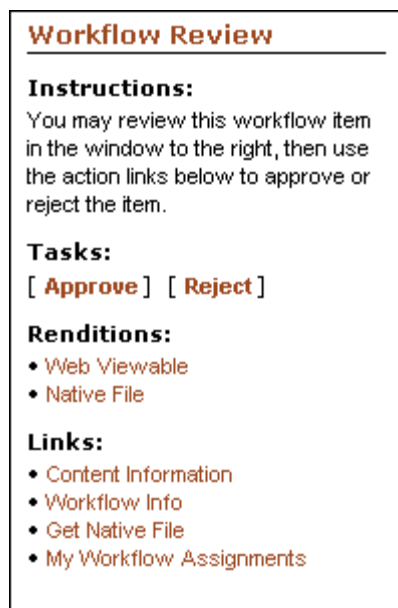 Workflow Review
Instructions:
You may review this workflow item
in the window to the right, then use
the action links below to approve or
reject the item.
Tasks:
[ Approve ] [ Reject ]
Renditions:
• Web Viewable
• Native File
Links:
• Content Information
• Workflow Info
• Get Native File
• My Workflow Assignments